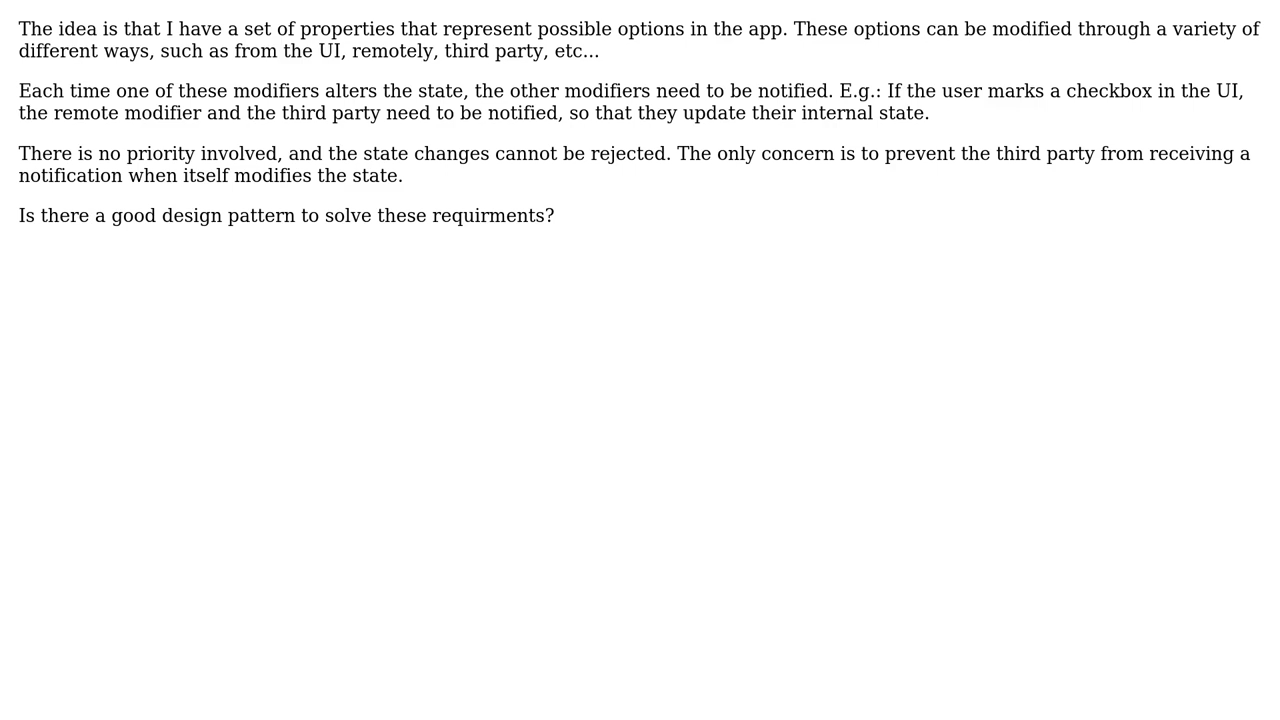 The idea is that I have a set of properties that represent possible options in the app. These options can be modified through a variety of
different ways, such as from the UI, remotely, third party, etc...
Each time one of these modifiers alters the state, the other modifiers need to be notified. E.g.: If the user marks a checkbox in the UI,
the remote modifier and the third party need to be notified, so that they update their internal state.
There is no priority involved, and the state changes cannot be rejected. The only concern is to prevent the third party from receiving a
notification when itself modifies the state.
Is there a good design pattern to solve these requirments?